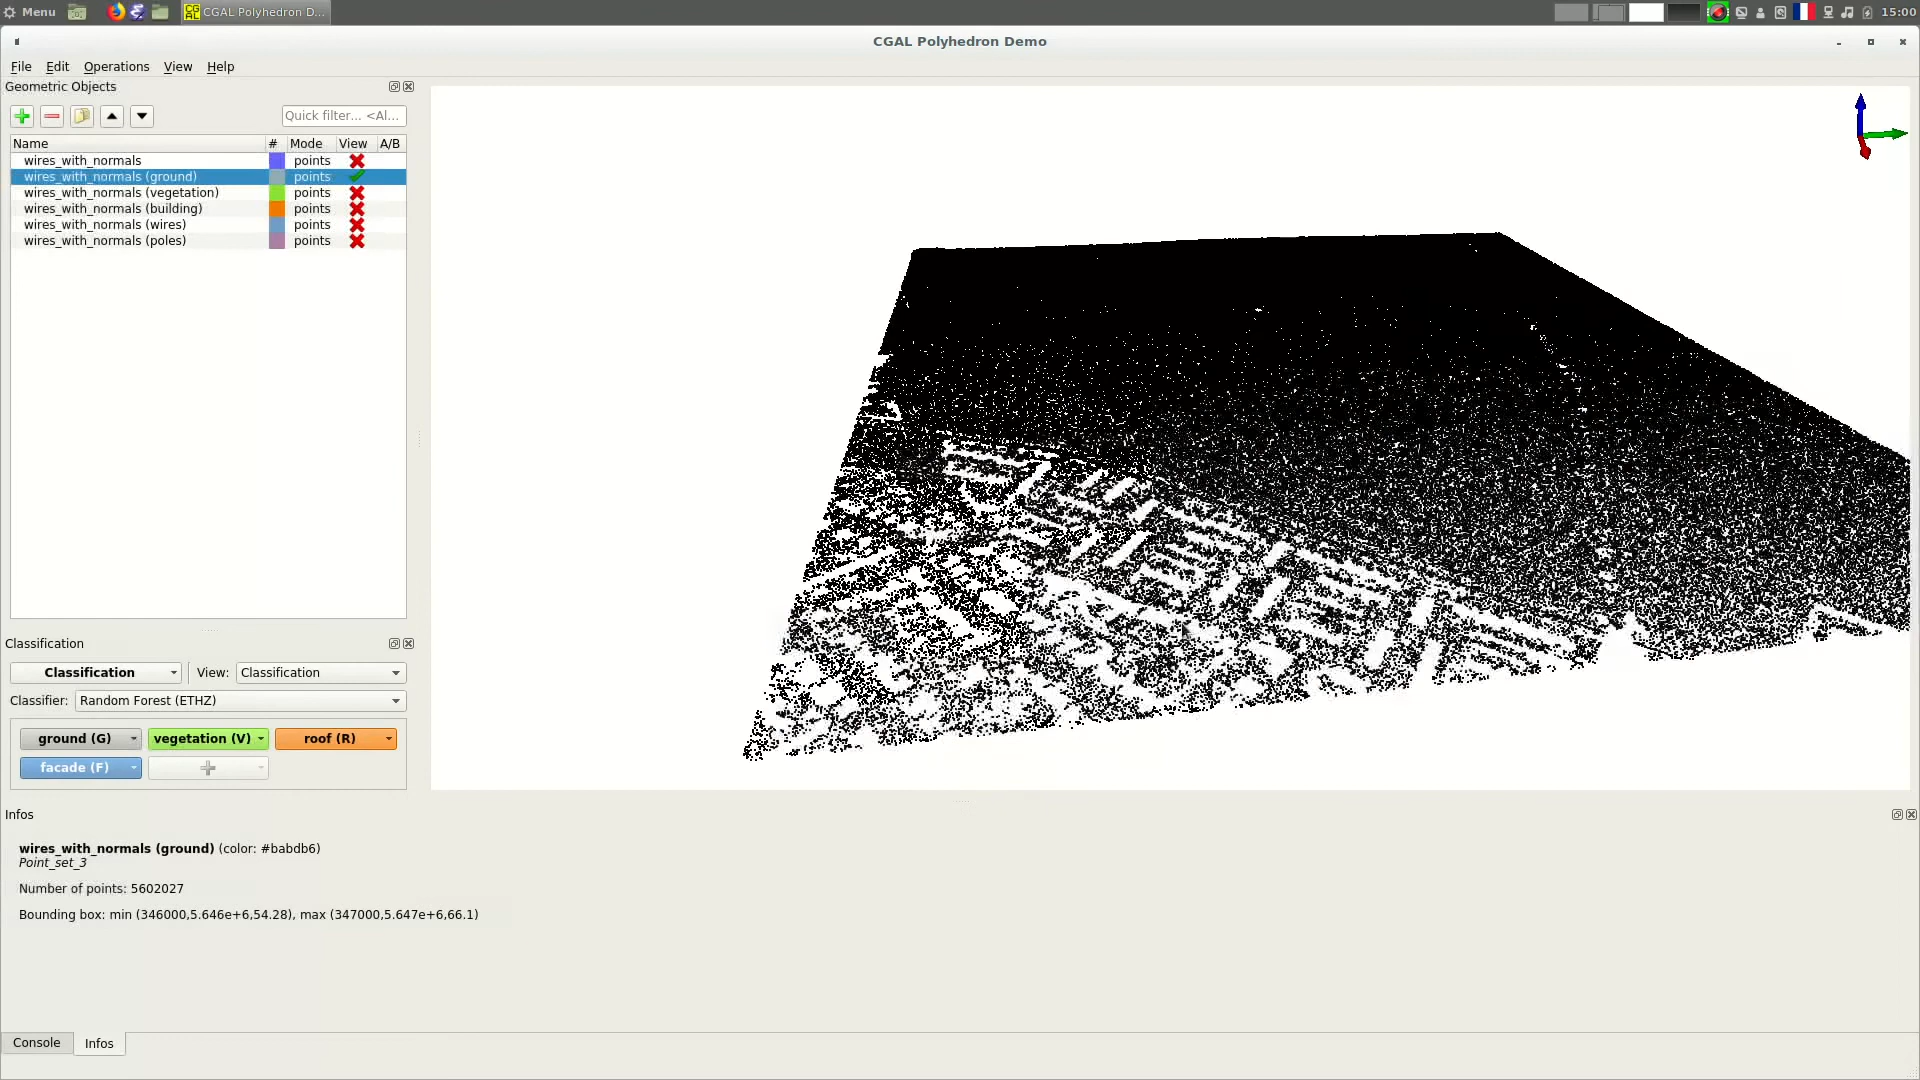 Menu
CGAL Polyhedron D...
15:00
CGAL Polyhedron Demo
File Edit Operations View Help
Geometric Objects
Quick filter... <Al...
Name # Mode View A/B
wires_with_normals points
wires_with_normals (ground) points
wires_with_normals (vegetation) points
wires_with_normals (building) points
wires_with_normals (wires) points
wires_with_normals (poles) points
Classification
Classification View: Classification
Classifier: Random Forest (ETHZ)
ground (G) vegetation (V) roof (R)
facade (F)
Infos
wires_with_normals (ground) (color: #babdb6)
Point_set_3
Number of points: 5602027
Bounding box: min (346000,5.646e+6,54.28), max (347000,5.647e+6,66.1)
Console Infos